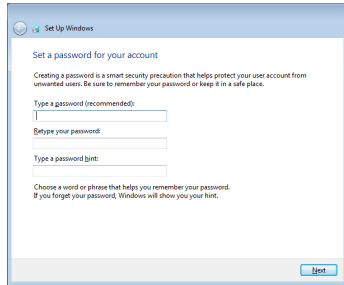 Set Up Windows
Set a password for your account
Creating a password is a smart security precaution that helps protect your user account from
unwanted users. Be sure to remember your password or keep it in a safe place.
Type a password (recommended):
Retype your password:
Type a password hint:
Choose a word or phrase that helps you remember your password.
If you forget your password, Windows will show you your hint.
Next